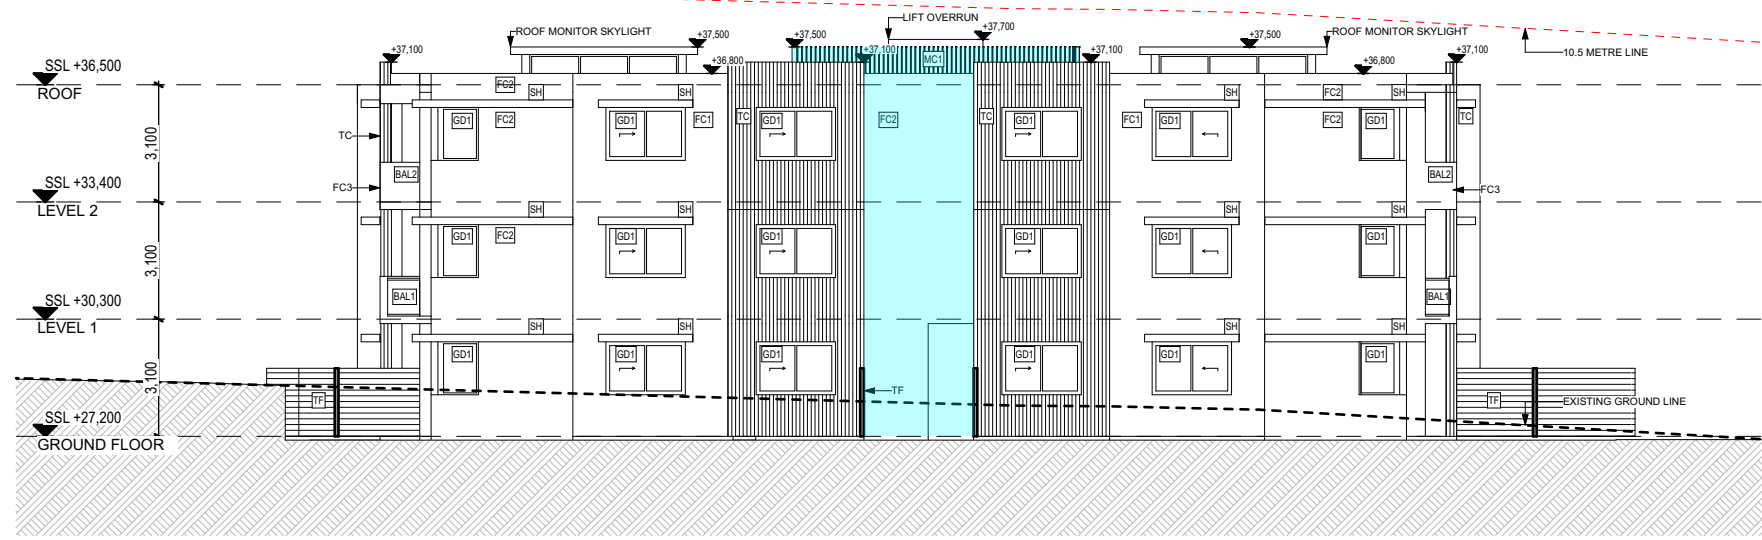 LIFT OVERRUN
ROOF MONITOR SKYLIGHT
+37,500
+37,500
+37,700
+37,500
ROOF MONITOR SKYLIGHT
+37,100
+37,100
+37,100
+37,100
10.5 METRE LINE
SSL +36,500
+36,800
MC1
+36,800
ROOF
FC2
SH
SH
SH
FC2
SH
GD1
FC2
GD1
FC1
TC
GD1
FC2
TC
GD1
FC1
GD1
FC2
GD1
TC
TC
3,100
BAL2
BAL2
SSL +33,400
FC3
FC3
LEVEL 2
SH
SH
SH
SH
GD1
FC2
GD1
GD1
GD1
GD1
GD1
3,100
BAL1
BAL1
SSL +30,300
LEVEL 1
SH
SH
SH
SH
GD1
GD1
GD1
GD1
GD1
GD1
3,100
TF
TF
TF
EXISTING GROUND LINE
SSL +27,200
GROUND FLOOR